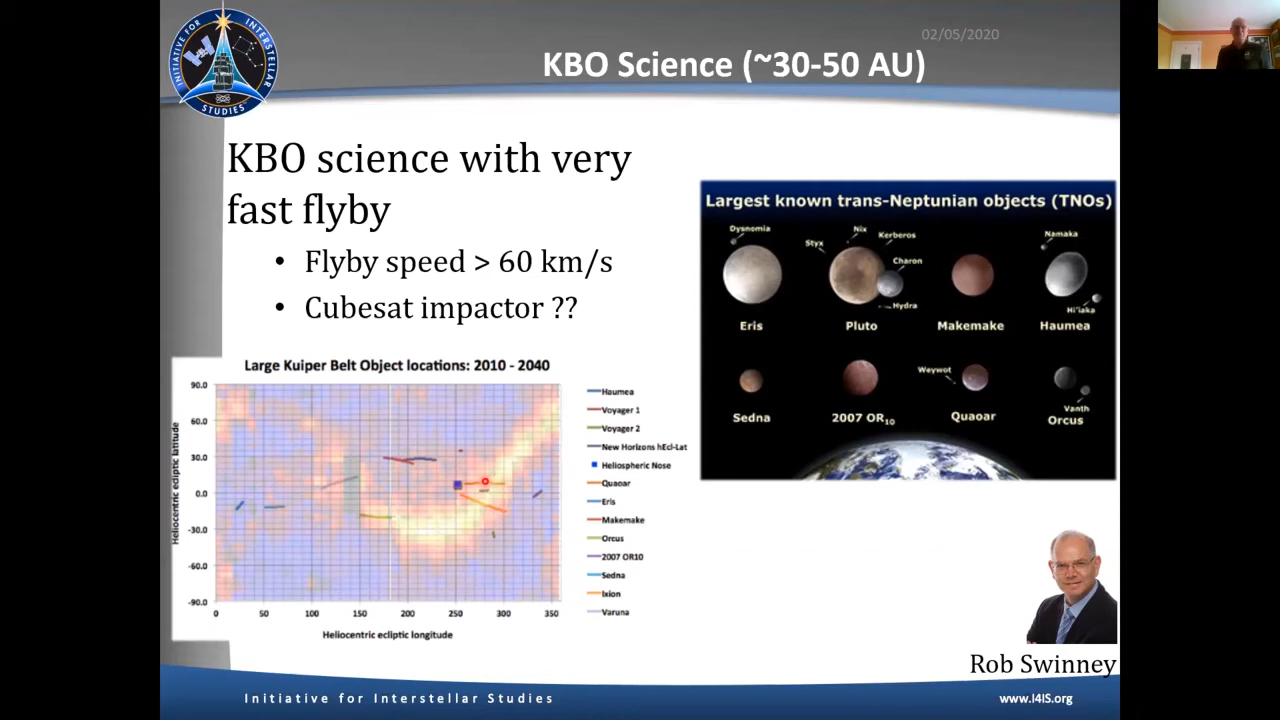 INITIATIVE FOR INTERSTELLAR STUDIES
02/05/2020
KBO Science (~30-50 AU)
KBO science with very
fast flyby
• Flyby speed > 60 km/s
• Cubesat impactor ??
Largest known trans-Neptunian objects (TNOs)
Dysnomia
Styx
Nix
Kerberos
Charon
Hydra
Namaka
Hi'iaka
Eris
Pluto
Makemake
Haumea
Weywot
Vanth
Sedna
2007 OR10
Quaoar
Orcus
Large Kuiper Belt Object locations: 2010 - 2040
Heliocentric ecliptic latitude
90.0
60.0
30.0
0.0
-30.0
-60.0
-90.0
0 50 100 150 200 250 300 350
Heliocentric ecliptic longitude
Haumea
Voyager 1
Voyager 2
New Horizons hEcl-Lat
Heliospheric Nose
Quaoar
Eris
Makemake
Orcus
2007 OR10
Sedna
Ixion
Varuna
Rob Swinney
Initiative for Interstellar Studies
www.I4IS.org